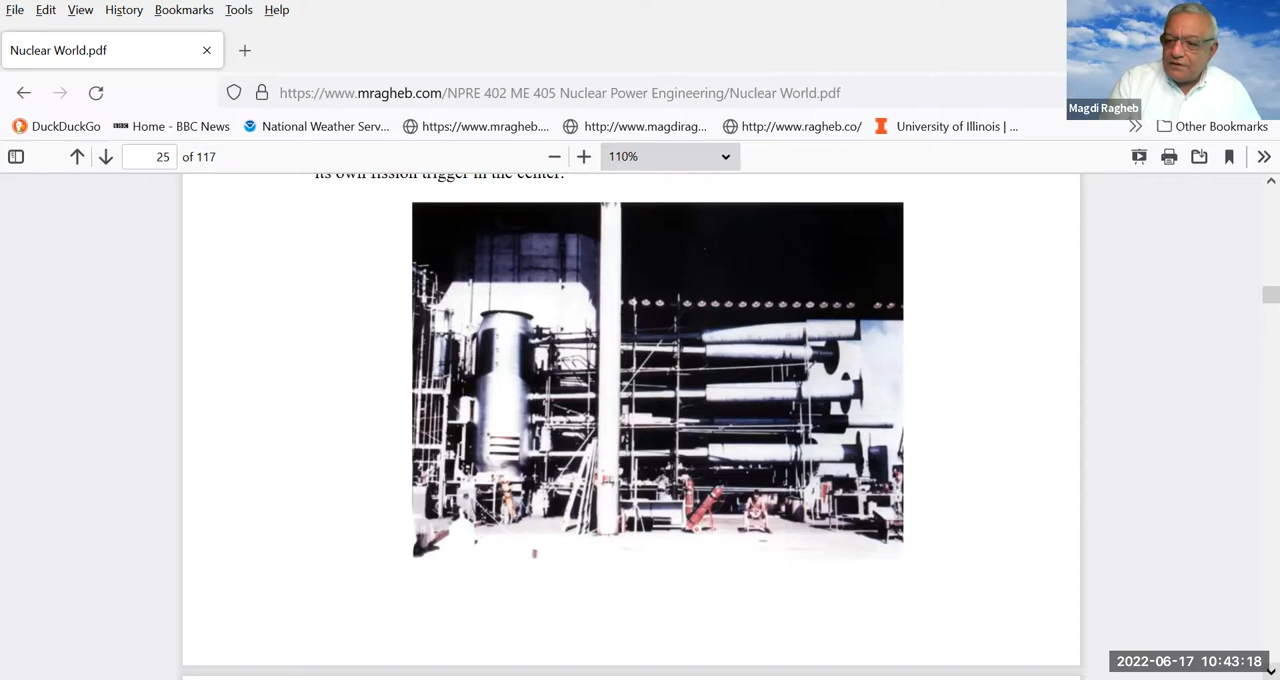 File Edit View History Bookmarks Tools Help
Nuclear World.pdf
https://www.mragheb.com/NPRE 402 ME 405 Nuclear Power Engineering/Nuclear World.pdf
Magdi Ragheb
DuckDuckGo BBC Home - BBC News National Weather Serv... https://www.mragheb.... http://www.magdirag... http://www.ragheb.co/ University of Illinois | ... Other Bookmarks
25 of 117 110%
its own fission trigger in the center.
2022-06-17 10:43:18